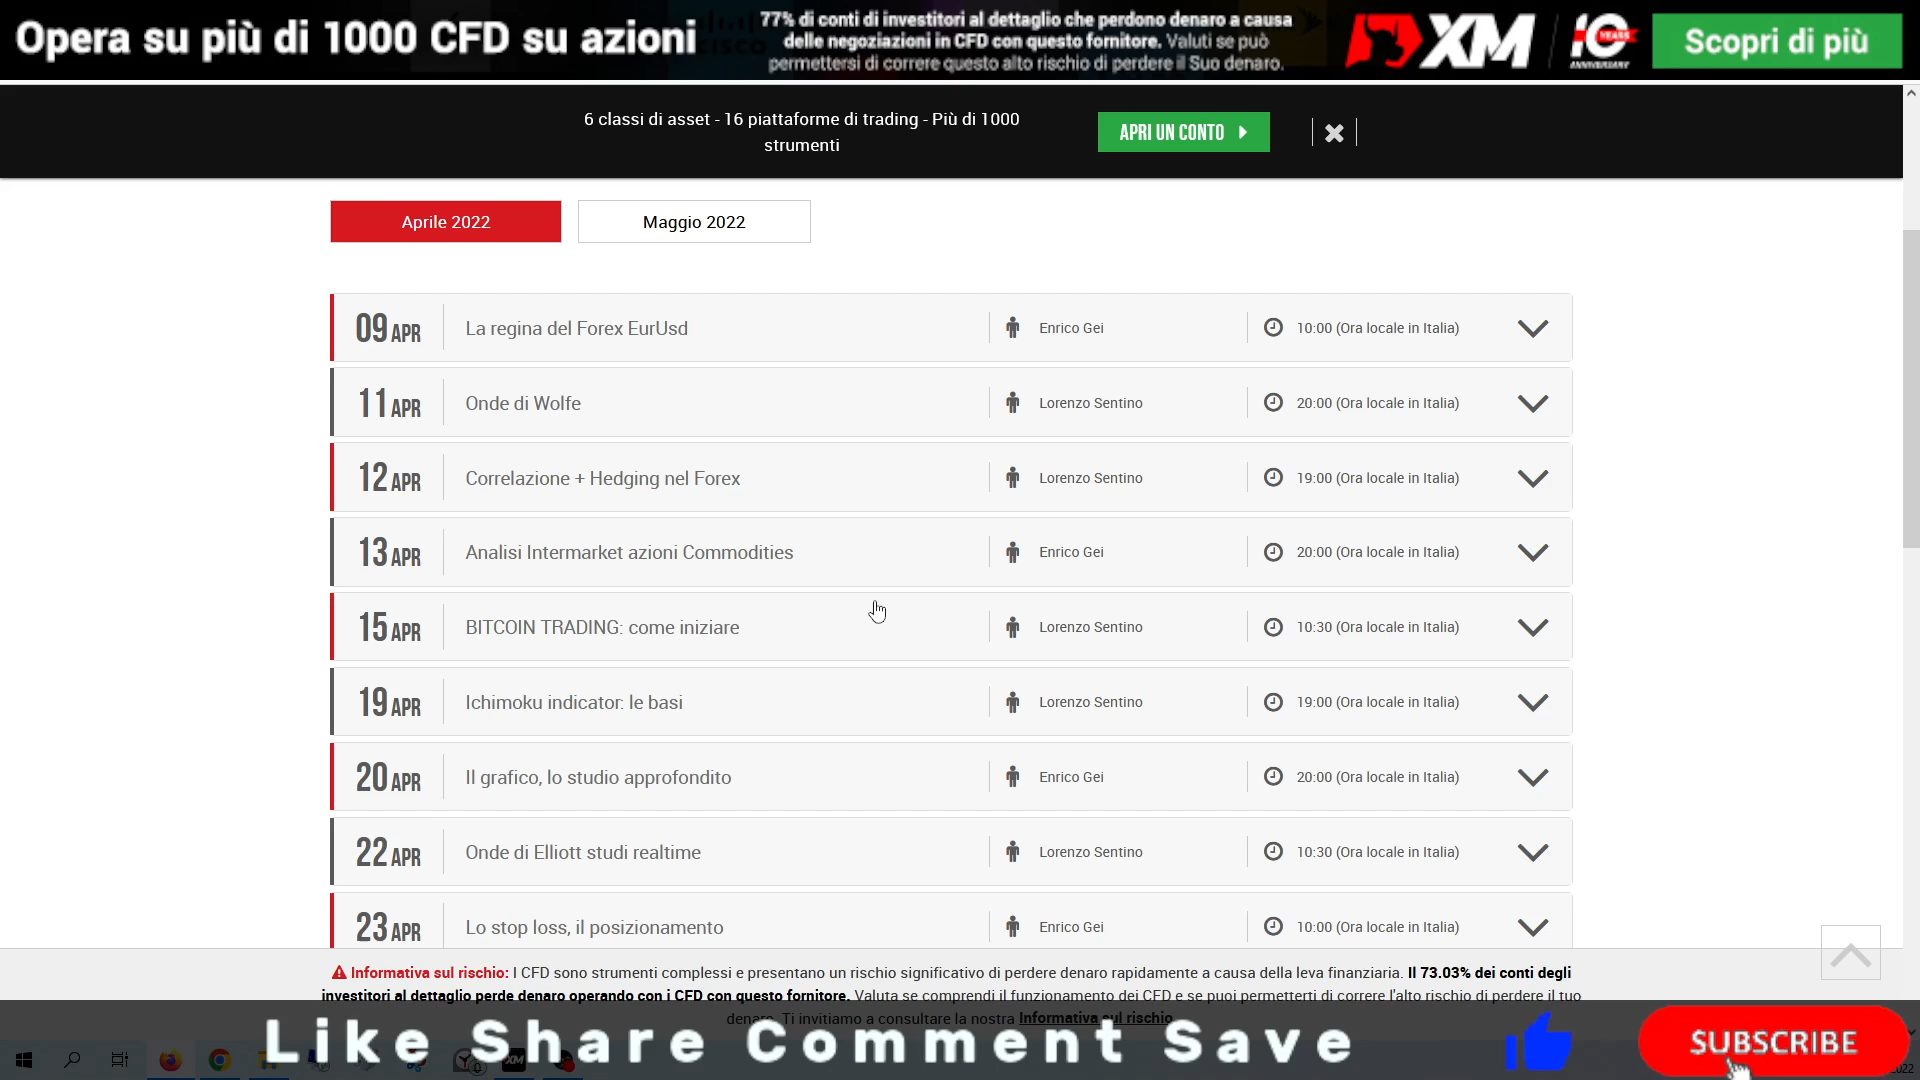 Opera su più di 1000 CFD su azioni
77% di conti di investitori al dettaglio che perdono denaro a causa
delle negoziazioni in CFD con questo fornitore. Valuti se può
permettersi di correre questo alto rischio di perdere il Suo denaro.
XM
10 YEARS
ANNIVERSARY
Scopri di più
6 classi di asset - 16 piattaforme di trading - Più di 1000
strumenti
APRI UN CONTO
Aprile 2022
Maggio 2022
09 APR La regina del Forex EurUsd Enrico Gei 10:00 (Ora locale in Italia)
11 APR Onde di Wolfe Lorenzo Sentino 20:00 (Ora locale in Italia)
12 APR Correlazione + Hedging nel Forex Lorenzo Sentino 19:00 (Ora locale in Italia)
13 APR Analisi Intermarket azioni Commodities Enrico Gei 20:00 (Ora locale in Italia)
15 APR BITCOIN TRADING: come iniziare Lorenzo Sentino 10:30 (Ora locale in Italia)
19 APR Ichimoku indicator: le basi Lorenzo Sentino 19:00 (Ora locale in Italia)
20 APR Il grafico, lo studio approfondito Enrico Gei 20:00 (Ora locale in Italia)
22 APR Onde di Elliott studi realtime Lorenzo Sentino 10:30 (Ora locale in Italia)
23 APR Lo stop loss, il posizionamento Enrico Gei 10:00 (Ora locale in Italia)
Informativa sul rischio: I CFD sono strumenti complessi e presentano un rischio significativo di perdere denaro rapidamente a causa della leva finanziaria. Il 73.03% dei conti degli
investitori al dettaglio perde denaro operando con i CFD con questo fornitore. Valuta se comprendi il funzionamento dei CFD e se puoi permetterti di correre l'alto rischio di perdere il tuo
denaro. Ti invitiamo a consultare la nostra Informativa sul rischio
Like Share Comment Save
SUBSCRIBE